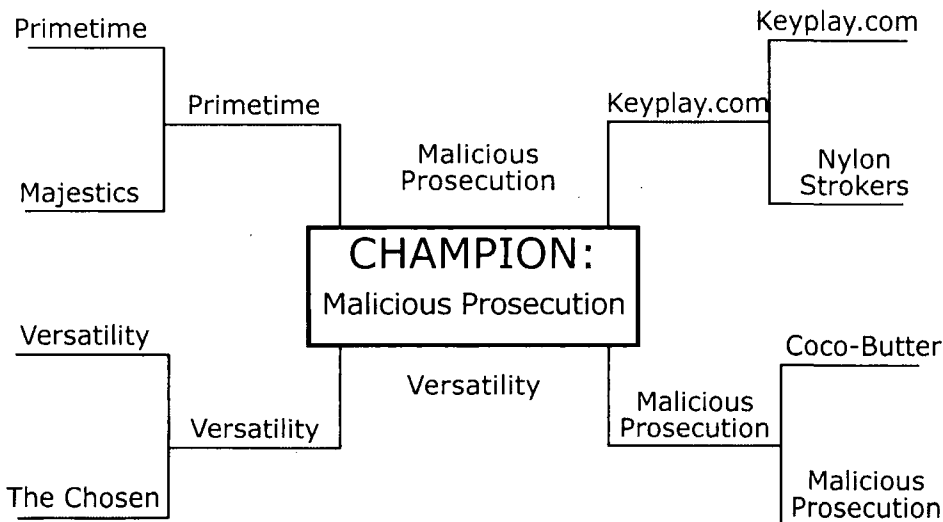 Primetime
Keyplay.com
Primetime
Keyplay.com
Malicious
Prosecution
Nylon
Strokers
Majestics
CHAMPION:
Malicious Prosecution
Versatility
Coco-Butter
Versatility
Malicious
Prosecution
Versatility
The Chosen
Malicious
Prosecution